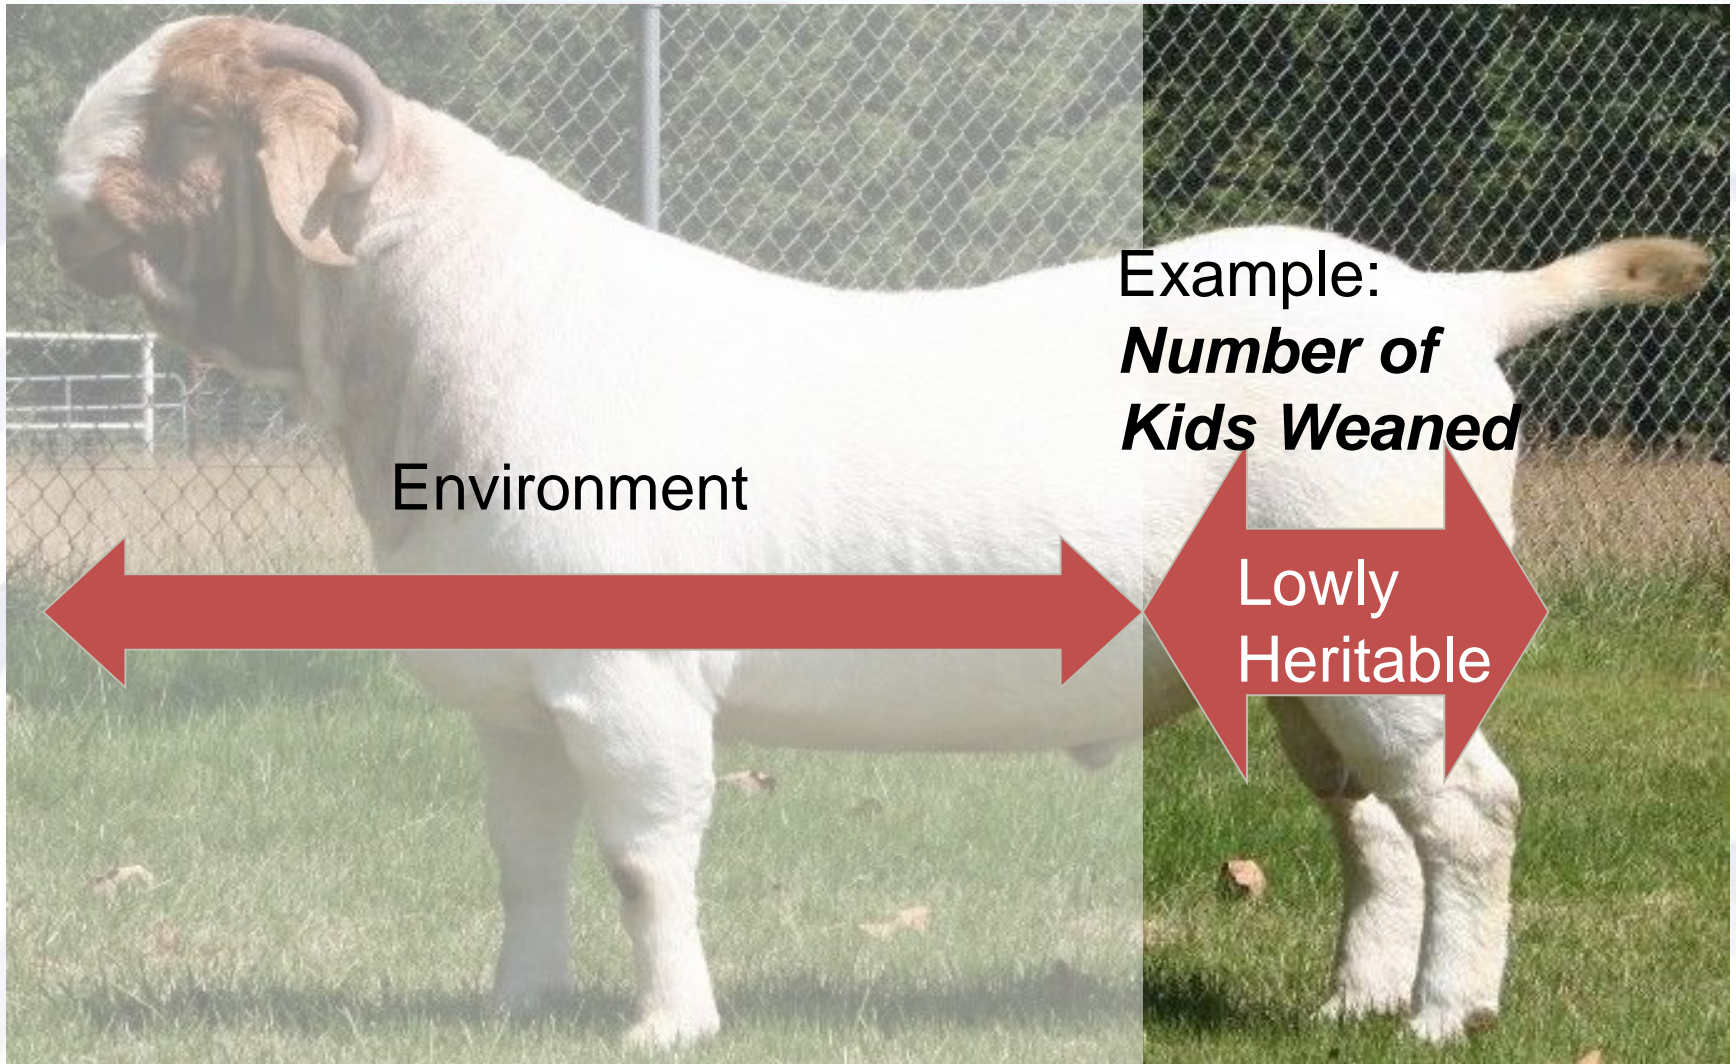 Example:
Number of
Kids Weaned
Environment
Lowly
Heritable